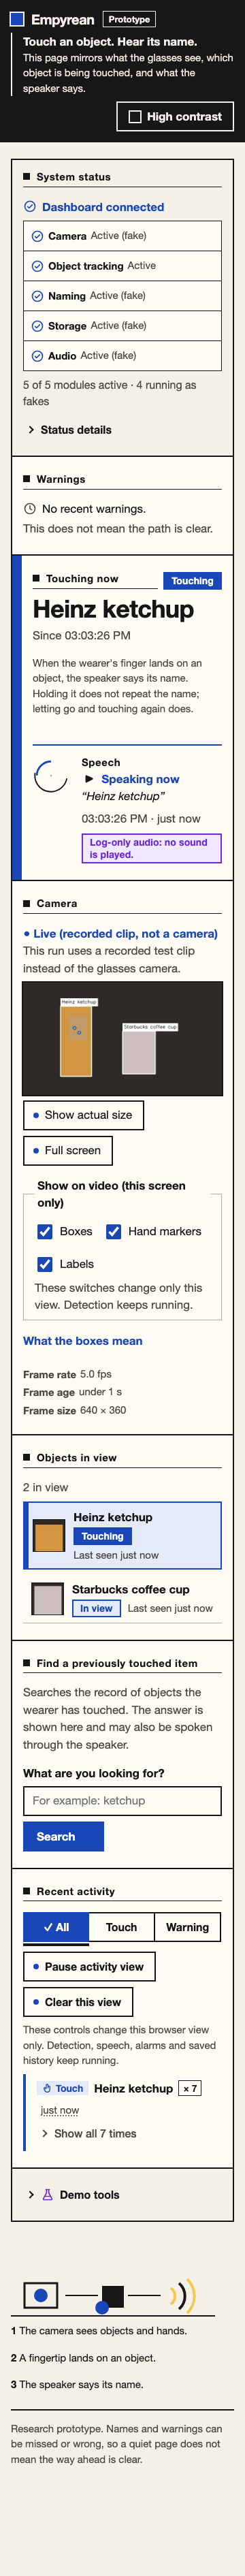 Empyrean Prototype
Touch an object. Hear its name.
This page mirrors what the glasses see, which
object is being touched, and what the
speaker says.
High contrast
System status
Dashboard connected
Camera Active (fake)
Object tracking Active
Naming Active (fake)
Storage Active (fake)
Audio Active (fake)
5 of 5 modules active · 4 running as
fakes
Status details
Warnings
No recent warnings.
This does not mean the path is clear.
Touching now Touching
Heinz ketchup
Since 03:03:26 PM
When the wearer's finger lands on an
object, the speaker says its name.
Holding it does not repeat the name;
letting go and touching again does.
Speech
Speaking now
“Heinz ketchup”
03:03:26 PM · just now
Log-only audio: no sound
is played.
Camera
Live (recorded clip, not a camera)
This run uses a recorded test clip
instead of the glasses camera.
Heinz ketchup
Starbucks coffee cup
Show actual size
Full screen
Show on video (this screen
only)
Boxes Hand markers
Labels
These switches change only this
view. Detection keeps running.
What the boxes mean
Frame rate 5.0 fps
Frame age under 1 s
Frame size 640 × 360
Objects in view
2 in view
Heinz ketchup
Touching
Last seen just now
Starbucks coffee cup
In view Last seen just now
Find a previously touched item
Searches the record of objects the
wearer has touched. The answer is
shown here and may also be spoken
through the speaker.
What are you looking for?
For example: ketchup
Search
Recent activity
✓ All Touch Warning
Pause activity view
Clear this view
These controls change this browser view
only. Detection, speech, alarms and saved
history keep running.
Touch Heinz ketchup × 7
just now
Show all 7 times
Demo tools
1 The camera sees objects and hands.
2 A fingertip lands on an object.
3 The speaker says its name.
Research prototype. Names and warnings can
be missed or wrong, so a quiet page does not
mean the way ahead is clear.